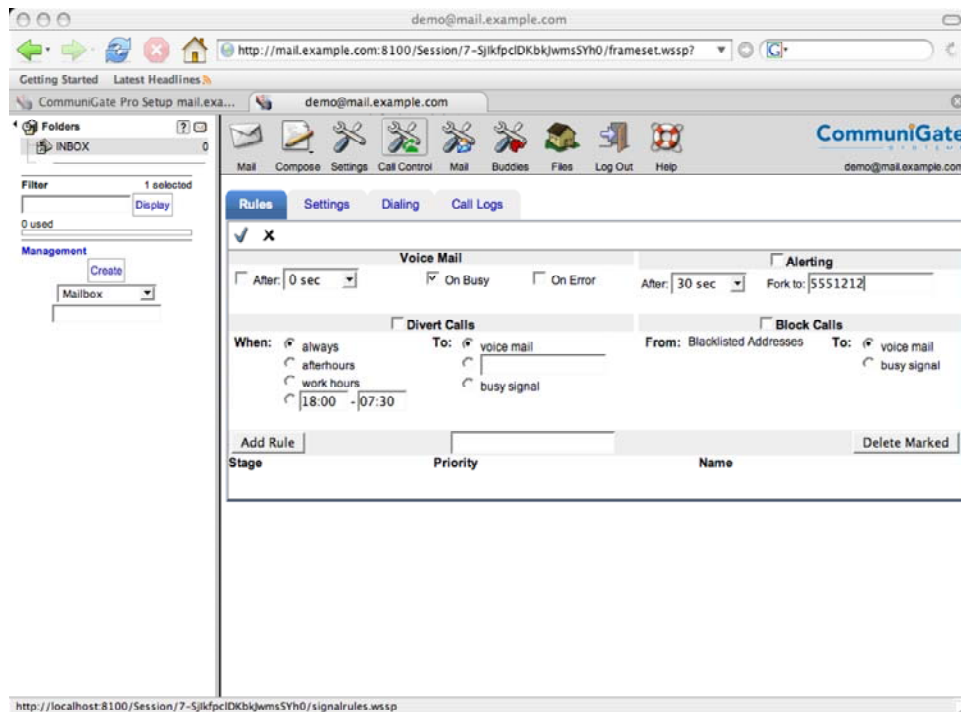 demo@mail.example.com
http://mail.example.com:8100/Session/7-SjlkfpclDKbkJwmsSYh0/frameset.wssp?
Getting Started Latest Headlines
CommuniGate Pro Setup mail.exa... demo@mail.example.com
Folders ?
INBOX 0
Filter 1 selected
Display
0 used
Management
Create
Mailbox
Mail Compose Settings Call Control Mail Buddies Files Log Out Help
CommuniGate
SYSTEMS
demo@mail.example.com
Rules Settings Dialing Call Logs
Voice Mail
After: 0 sec On Busy On Error
Alerting
After: 30 sec Fork to: 5551212
Divert Calls
When: always To: voice mail
afterhours
work hours busy signal
18:00 - 07:30
Block Calls
From: Blacklisted Addresses To: voice mail
busy signal
Add Rule Delete Marked
Stage Priority Name
http://localhost:8100/Session/7-SjlkfpclDKbkJwmsSYh0/signalrules.wssp